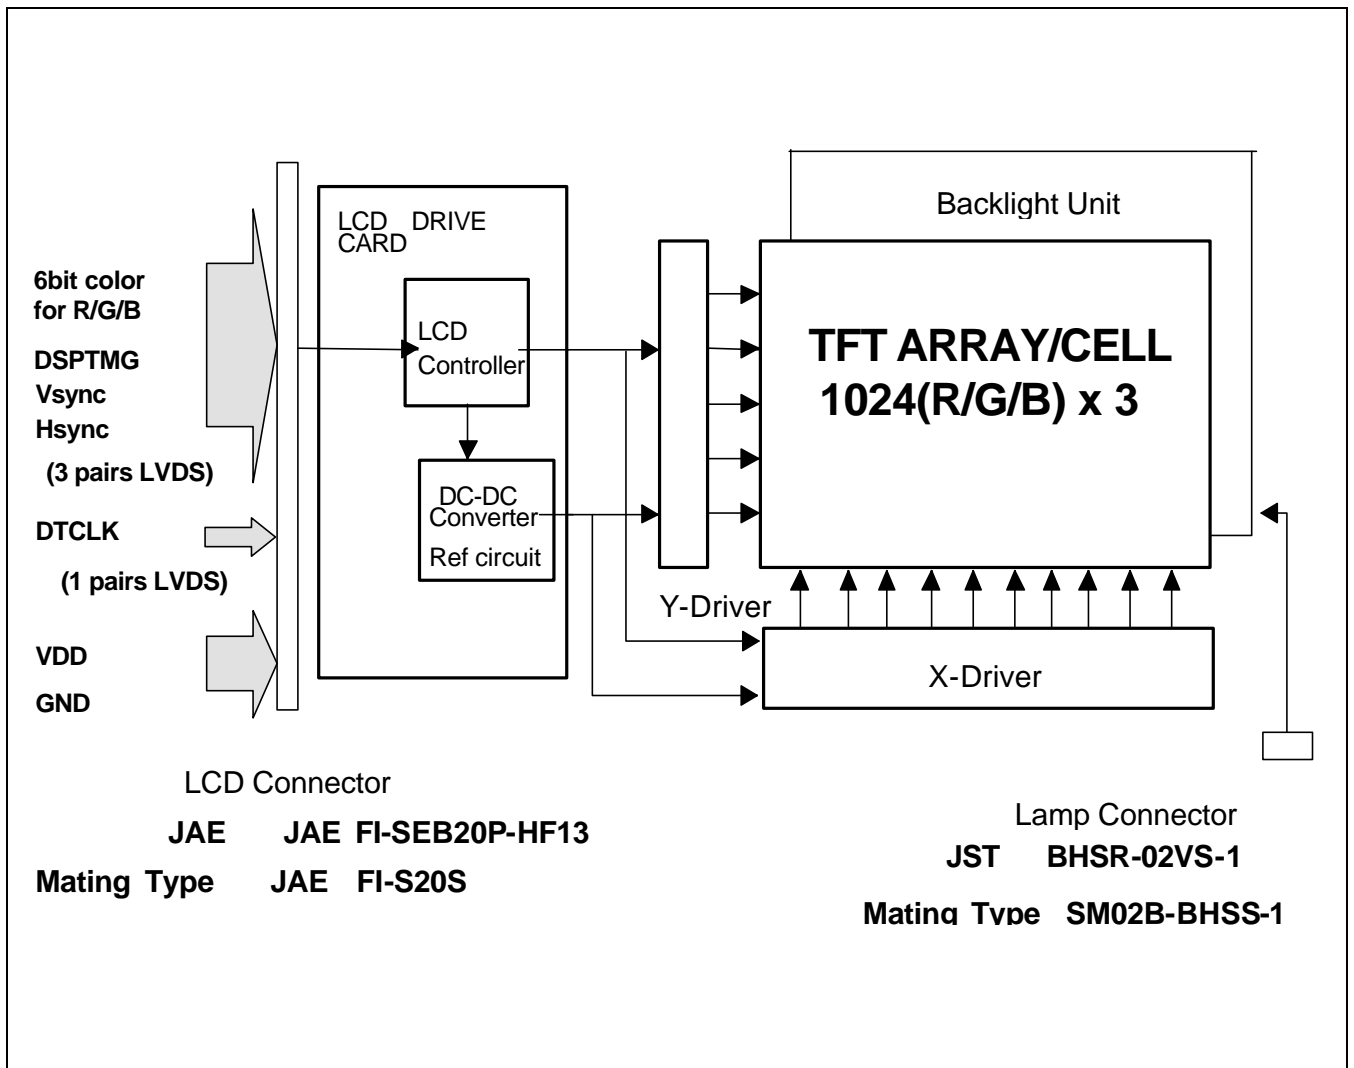 Backlight Unit
LCD DRIVE
CARD
6bit color
for R/G/B
DSPTMG
Vsync
Hsync
(3 pairs LVDS)
DTCLK
(1 pairs LVDS)
VDD
GND
LCD
Controller
DC-DC
Converter
Ref circuit
TFT ARRAY/CELL
1024(R/G/B) x 3
Y-Driver
X-Driver
LCD Connector
JAE JAE FI-SEB20P-HF13
Mating Type JAE FI-S20S
Lamp Connector
JST BHSR-02VS-1
Mating Type SM02B-BHSS-1